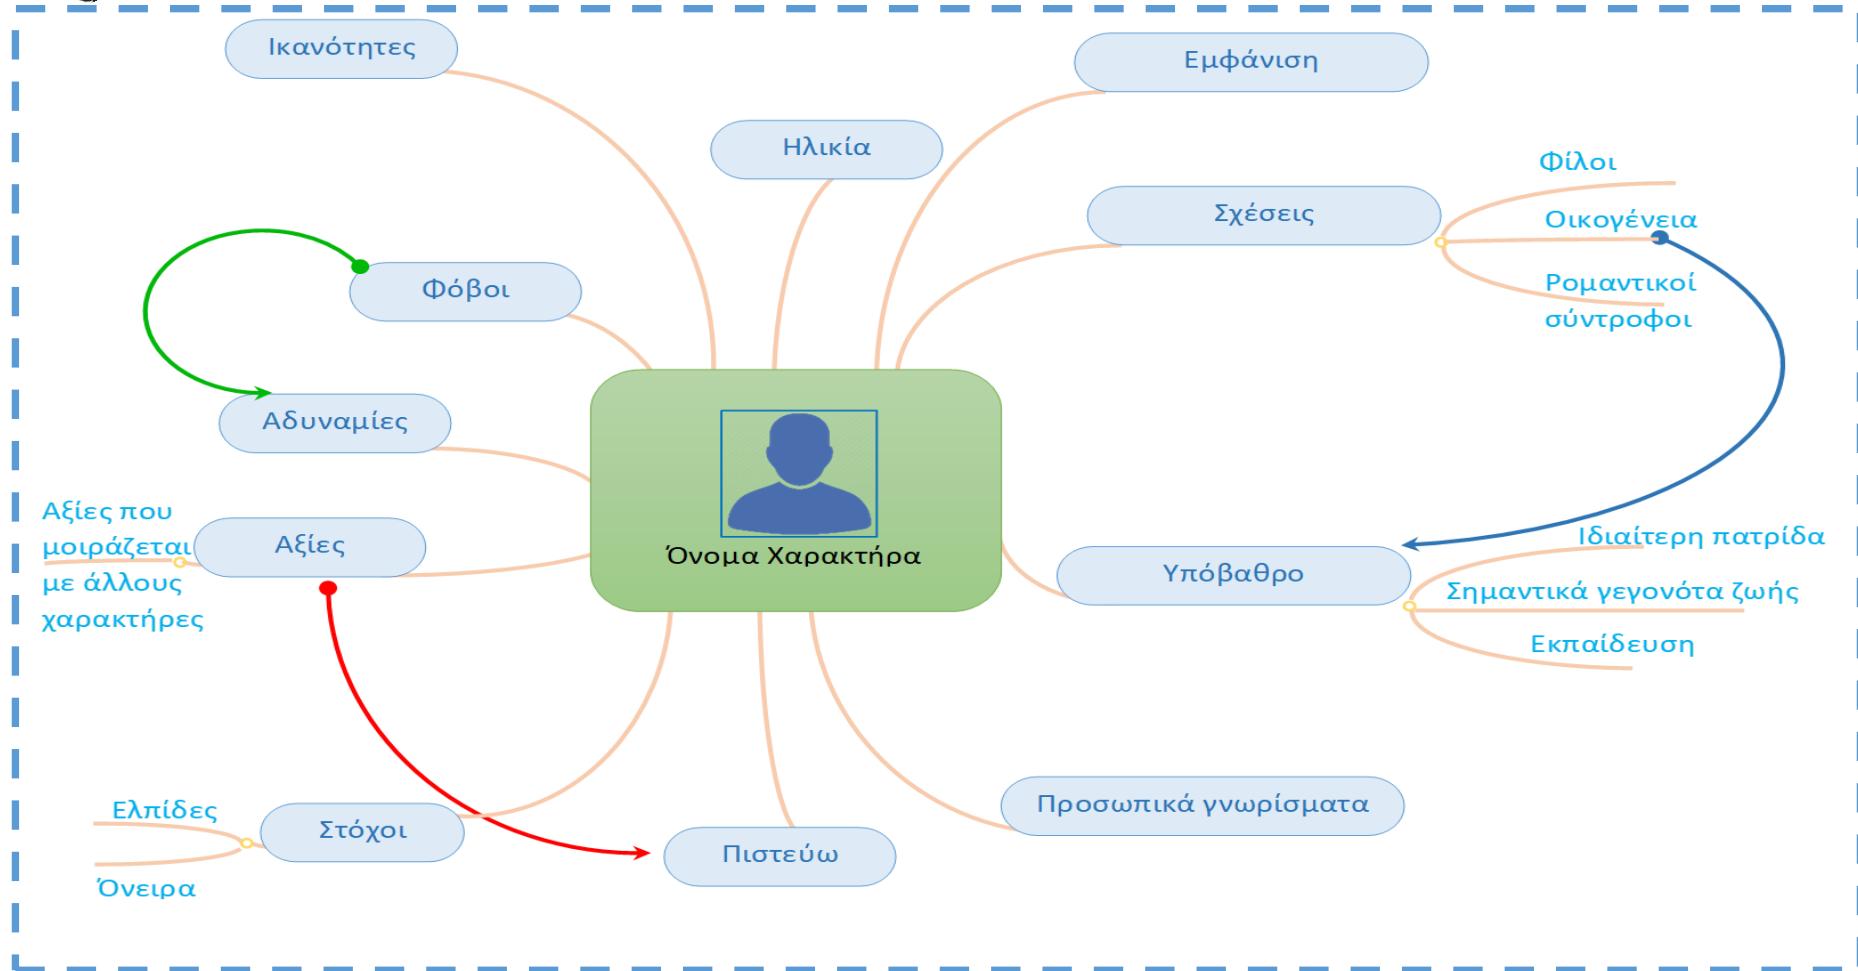 Ικανότητες
Εμφάνιση
Ηλικία
Σχέσεις
Φίλοι
Οικογένεια
Ρομαντικοί
σύντροφοι
Φόβοι
Αδυναμίες
Αξίες
Αξίες που
μοιράζεται
με άλλους
χαρακτήρες
Όνομα Χαρακτήρα
Υπόβαθρο
Ιδιαίτερη πατρίδα
Σημαντικά γεγονότα ζωής
Εκπαίδευση
Προσωπικά γνωρίσματα
Πιστεύω
Στόχοι
Ελπίδες
Όνειρα